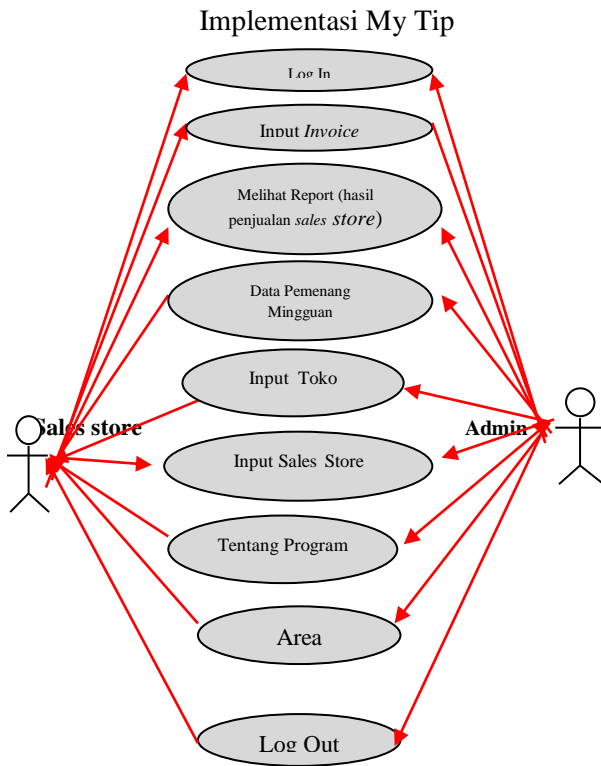 Implementasi My Tip
Log In
Input Invoice
Melihat Report (hasil
penjualan sales store)
Data Pemenang
Mingguan
Input Toko
Sales store
Admin
Input Sales Store
Tentang Program
Area
Log Out